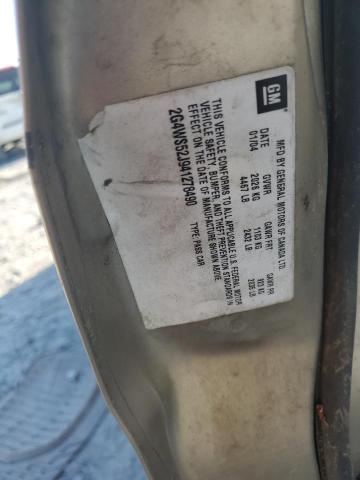 GM
MFD BY GENERAL MOTORS OF CANADA LTD.
DATE GVWR GAWR FRT GAWR RR
01/04 2026 KG 1103 KG 923 KG
4467 LB 2432 LB 2035 LB
THIS VEHICLE CONFORMS TO ALL APPLICABLE U.S. FEDERAL MOTOR
VEHICLE SAFETY, BUMPER, AND THEFT PREVENTION STANDARDS IN
EFFECT ON THE DATE OF MANUFACTURE SHOWN ABOVE.
2G4WS52J941278490 TYPE: PASS CAR